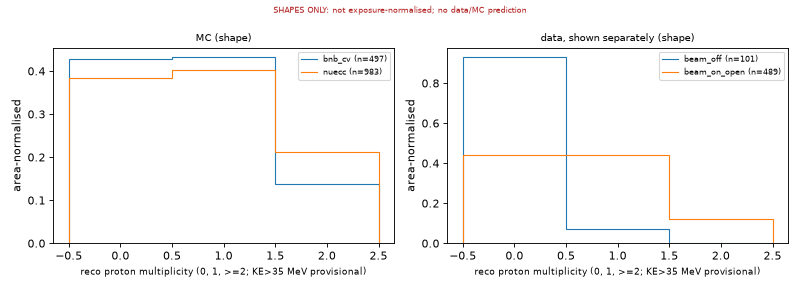 SHAPES ONLY: not exposure-normalised; no data/MC prediction
MC (shape)
bnb_cv (n=497)
nuecc (n=983)
area-normalised
0.4
0.3
0.2
0.1
0.0
−0.5 0.0 0.5 1.0 1.5 2.0 2.5
reco proton multiplicity (0, 1, >=2; KE>35 MeV provisional)
data, shown separately (shape)
beam_off (n=101)
beam_on_open (n=489)
area-normalised
0.8
0.6
0.4
0.2
0.0
−0.5 0.0 0.5 1.0 1.5 2.0 2.5
reco proton multiplicity (0, 1, >=2; KE>35 MeV provisional)